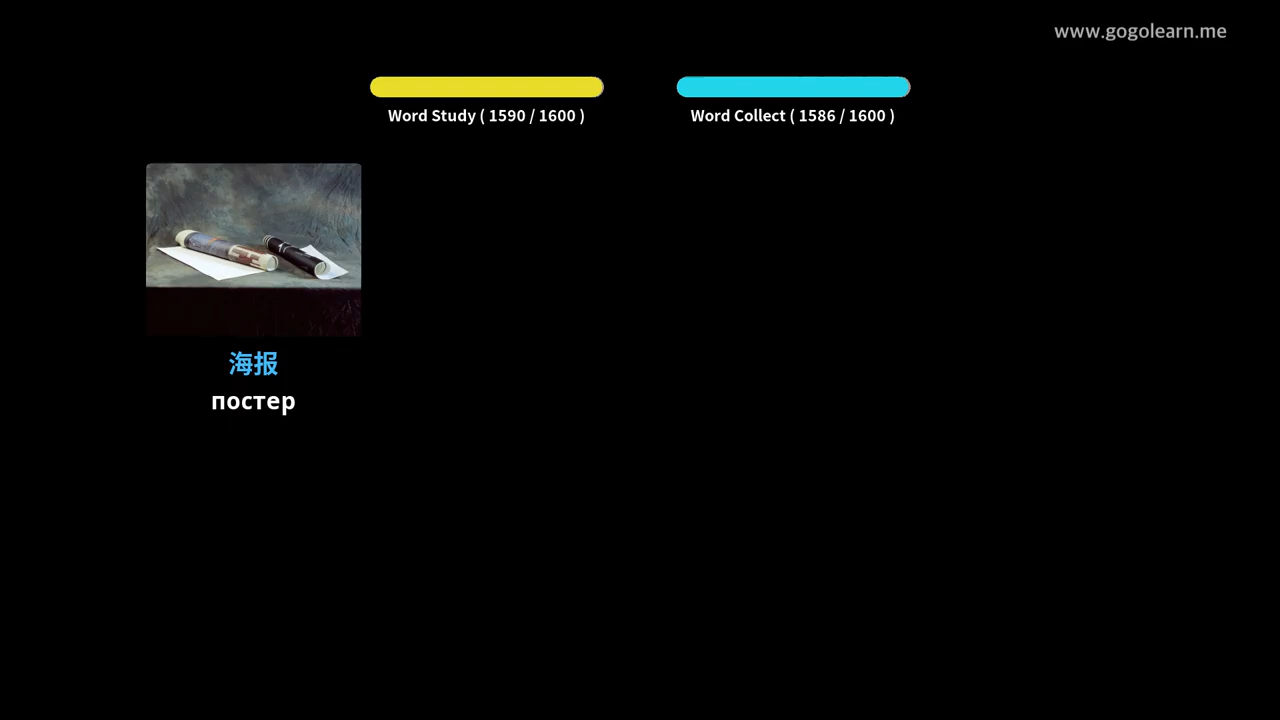 www.gogolearn.me
Word Study ( 1590 / 1600 )
Word Collect ( 1586 / 1600 )
海报
постер